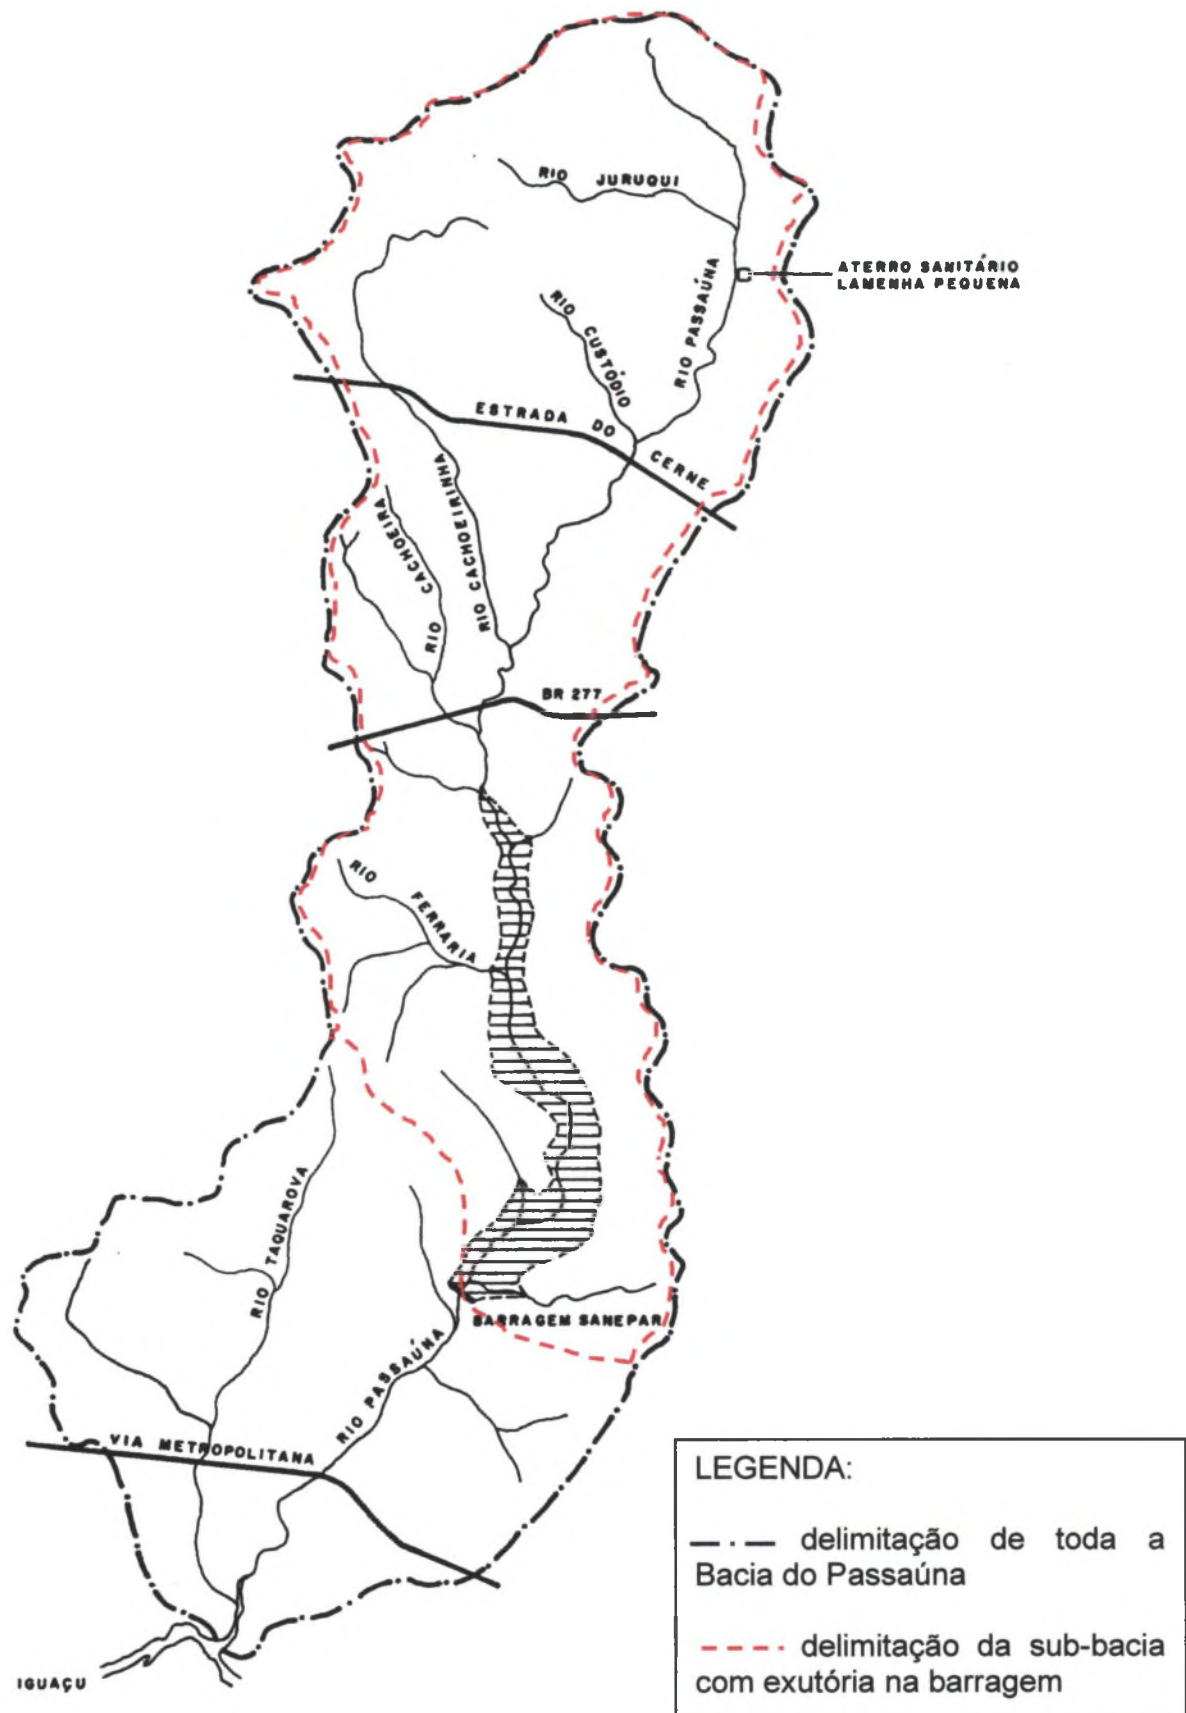 RIO JURUQUI
ATERRO SANITÁRIO
LAMENHA PEQUENA
RIO PASSAÚNA
RIO CUSTÓDIO
ESTRADA DO CERNE
RIO CACHOEIRINHA
RIO CACHOEIRA
BR 277
RIO FERRARIA
RIO TAQUAROVA
BARRAGEM SANEPAR
RIO PASSAÚNA
VIA METROPOLITANA
IGUAÇU
LEGENDA:
delimitação de toda a
Bacia do Passaúna
delimitação da sub-bacia
com exutória na barragem